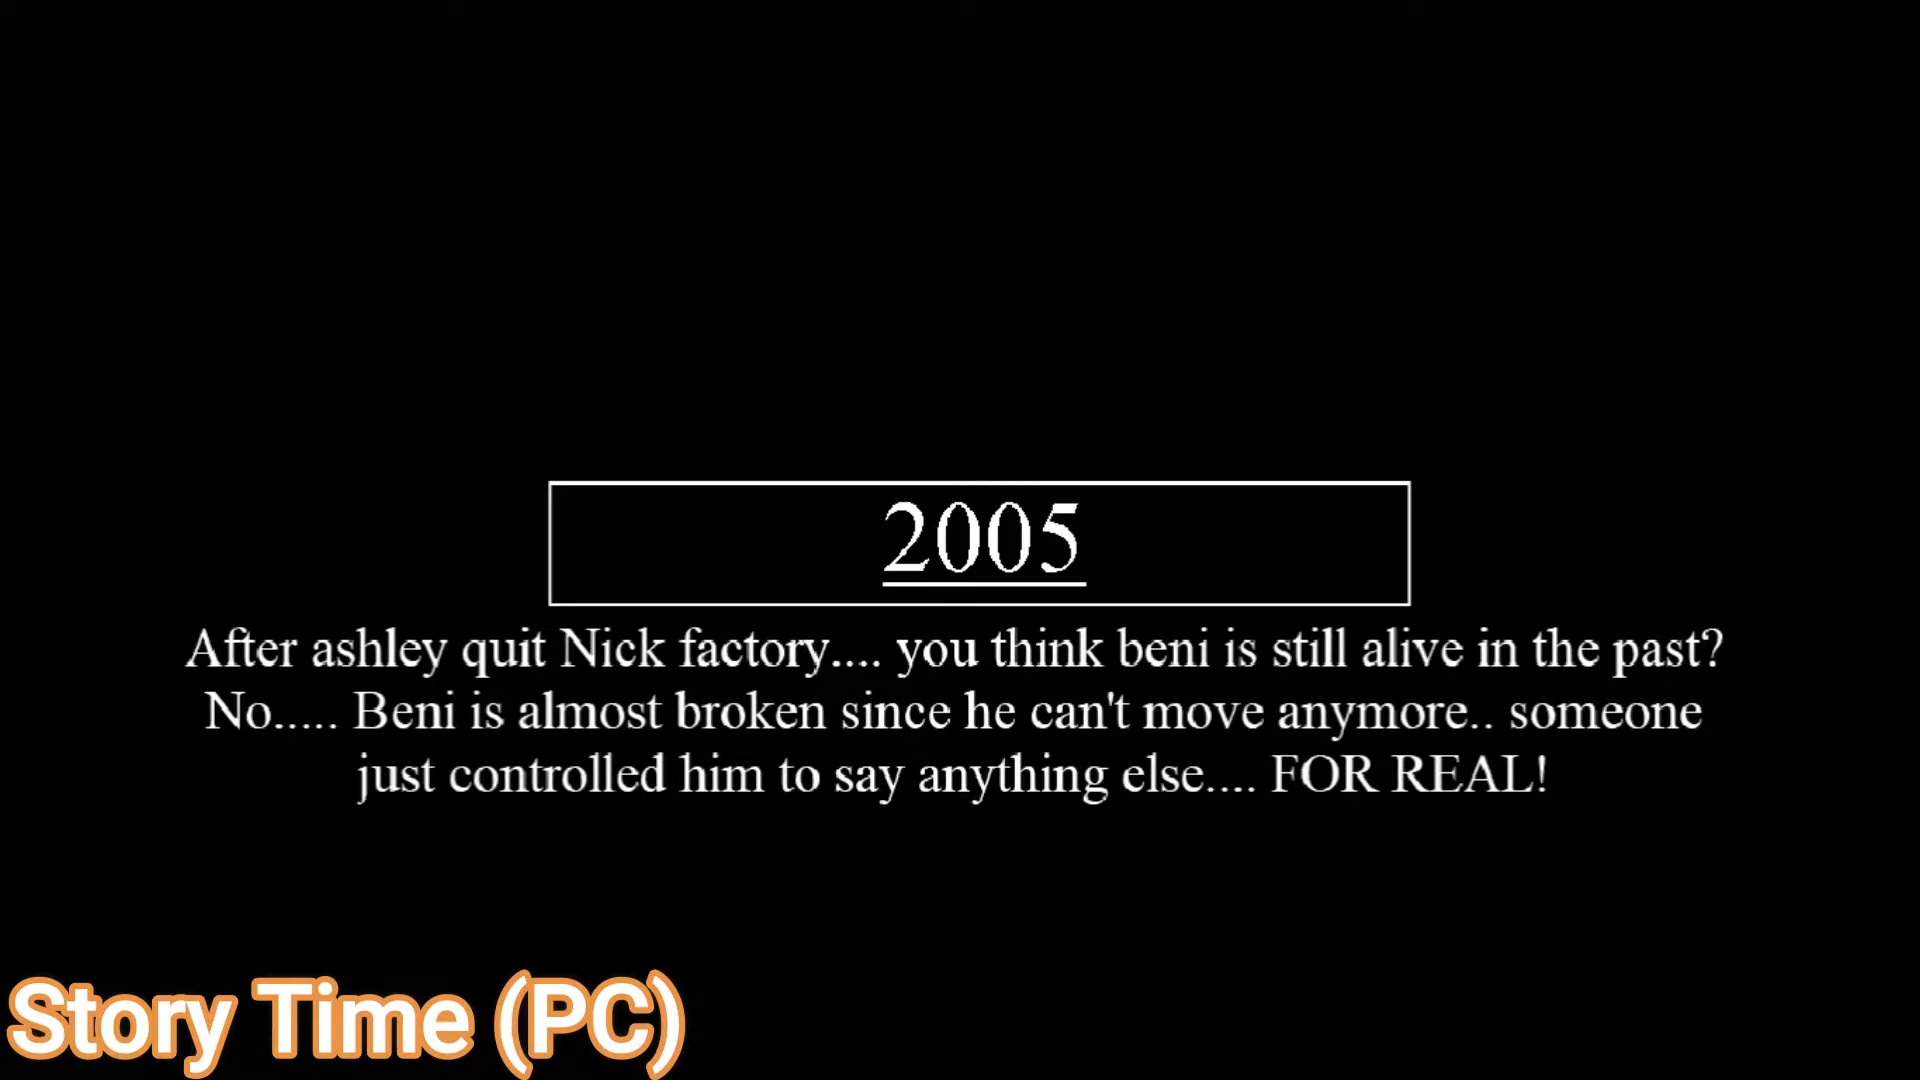 2005
After ashley quit Nick factory.... you think beni is still alive in the past?
No..... Beni is almost broken since he can't move anymore.. someone
just controlled him to say anything else.... FOR REAL!
Story Time (PC)